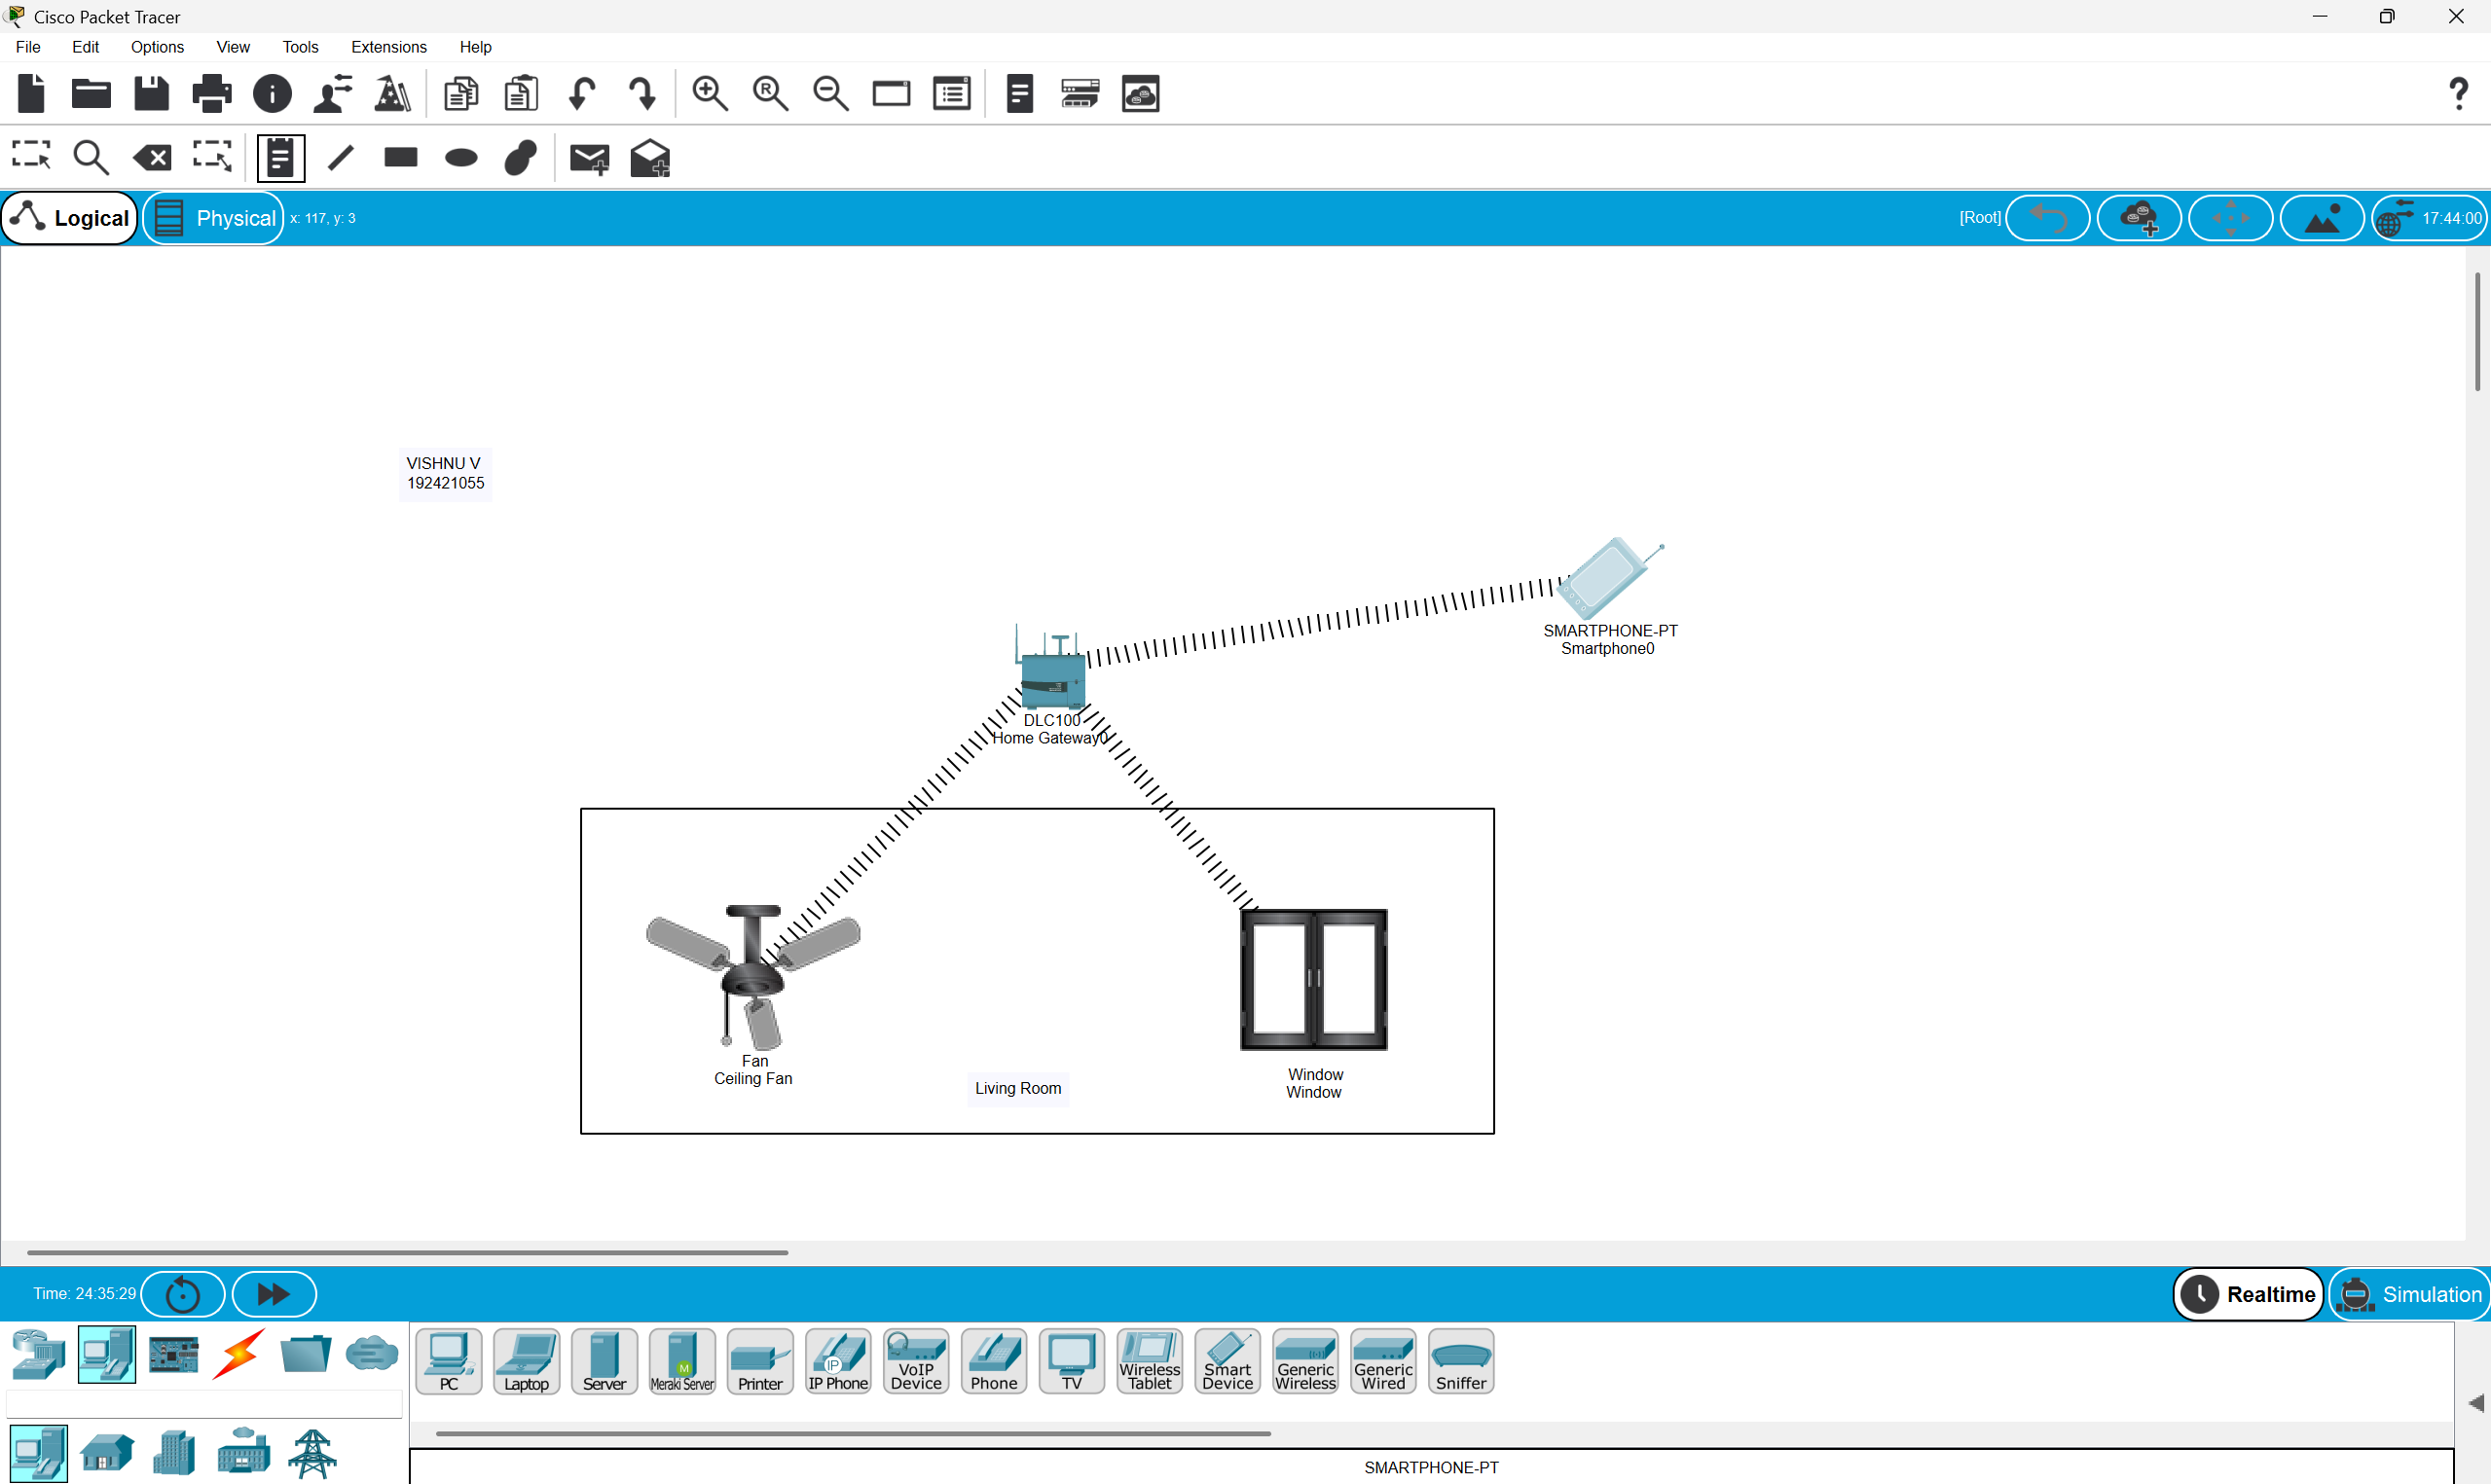 Cisco Packet Tracer
File Edit Options View Tools Extensions Help
Logical Physical x: 117, y: 3 [Root] 17:44:00
VISHNU V
192421055
SMARTPHONE-PT
Smartphone0
DLC100
Home Gateway0
Fan
Ceiling Fan
Living Room
Window
Window
Time: 24:35:29 Realtime Simulation
PC Laptop Server Meraki Server Printer IP Phone VoIP Device Phone TV Wireless Tablet Smart Device Generic Wireless Generic Wired Sniffer
SMARTPHONE-PT